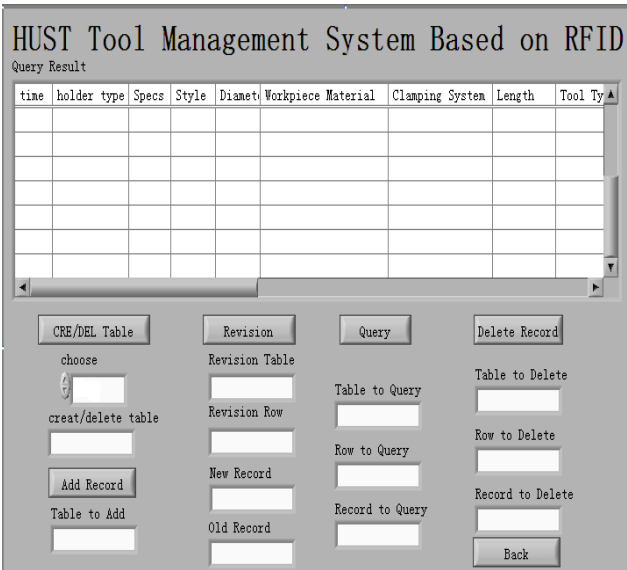 HUST Tool Management System Based on RFID
Query Result
time holder type Specs Style Diamet Workpiece Material Clamping System Length Tool Ty
CRE/DEL Table Revision Query Delete Record
choose Revision Table
Table to Query Table to Delete
creat/delete table Revision Row
Row to Query Row to Delete
Add Record New Record
Table to Add Old Record Record to Query Record to Delete
Back